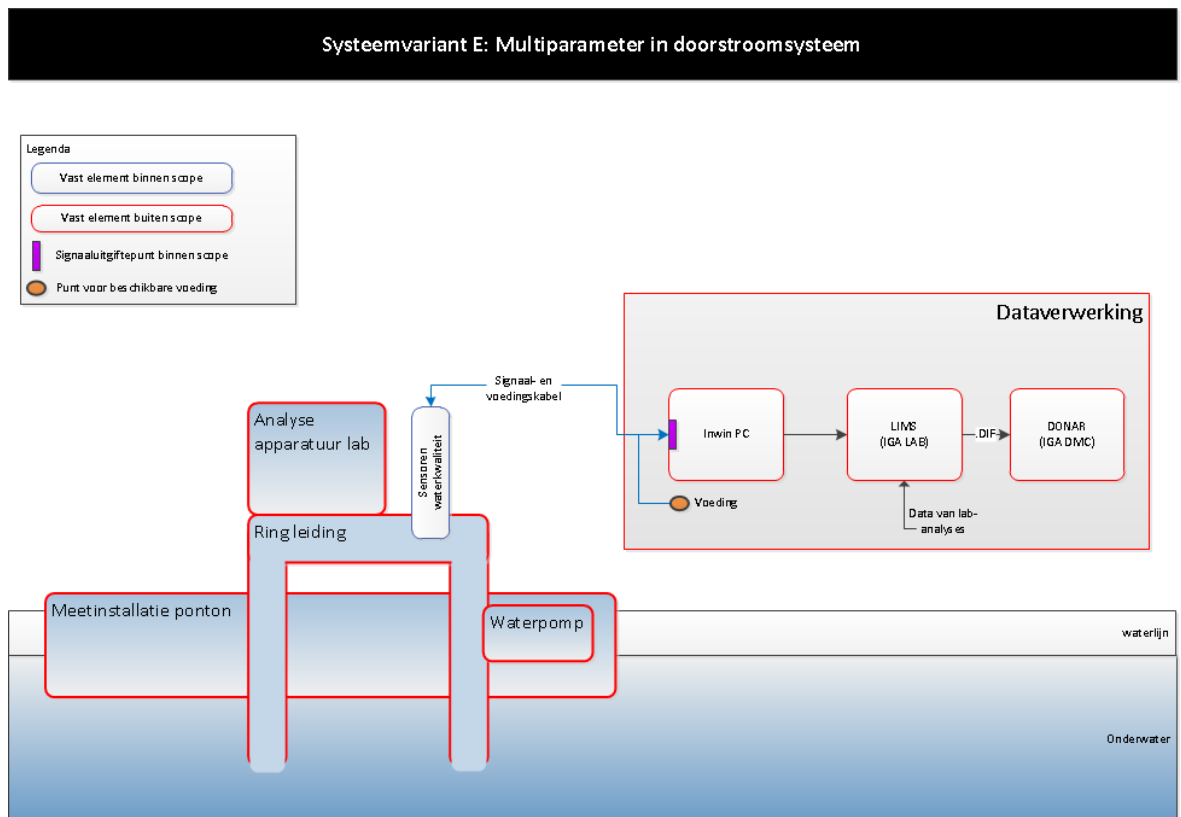 Systeemvariant E: Multiparameter in doorstroomsysteem
Legenda
Vast element binnen scope
Vast element buiten scope
Signaaluitgiftepunt binnen scope
Punt voor beschikbare voeding
Dataverwerking
Signaal- en
voedingskabel
Analyse
apparatuur lab
Sensoren
waterkwaliteit
Inwin PC
LIMS
(IGA LAB)
.DIF
DONAR
(IGA DMC)
Voeding
Data van lab-
analyses
Ringleiding
Meetinstallatie ponton
Waterpomp
waterlijn
Onderwater